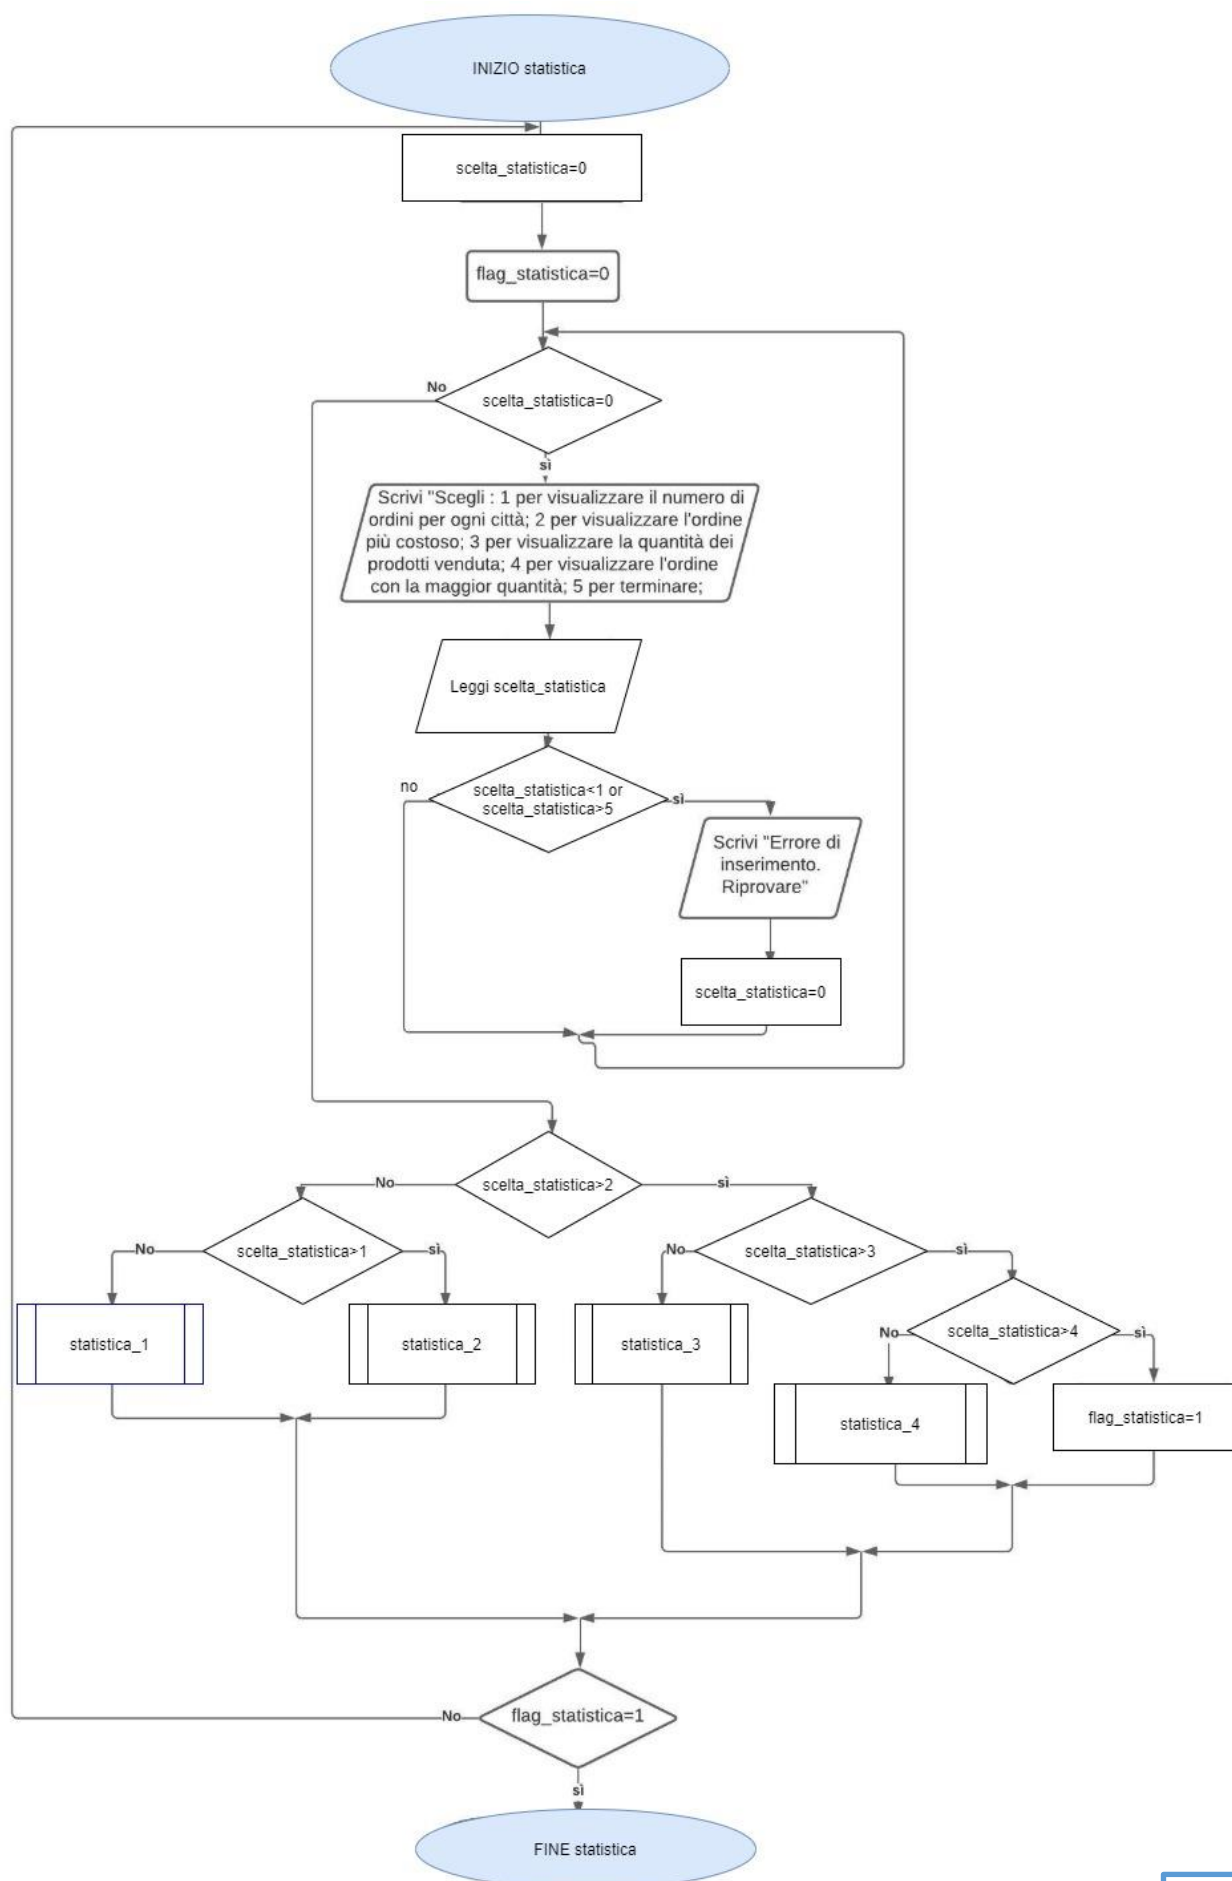 INIZIO statistica
scelta_statistica=0
flag_statistica=0
No
scelta_statistica=0
sì
Scrivi "Scegli : 1 per visualizzare il numero di
ordini per ogni città; 2 per visualizzare l'ordine
più costoso; 3 per visualizzare la quantità dei
prodotti venduta; 4 per visualizzare l'ordine
con la maggior quantità; 5 per terminare;
Leggi scelta_statistica
no
scelta_statistica<1 or
scelta_statistica>5
sì
Scrivi "Errore di
inserimento.
Riprovare"
scelta_statistica=0
No
scelta_statistica>2
sì
No
scelta_statistica>1
sì
No
scelta_statistica>3
sì
statistica_1
statistica_2
statistica_3
No
scelta_statistica>4
sì
statistica_4
flag_statistica=1
No
flag_statistica=1
sì
FINE statistica